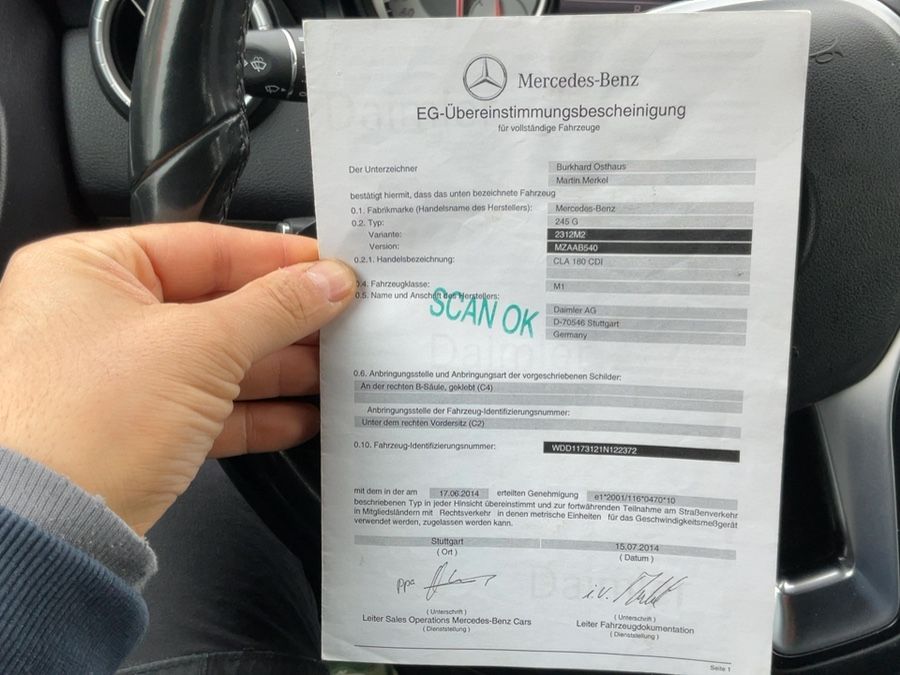 Mercedes-Benz
EG-Übereinstimmungsbescheinigung
für vollständige Fahrzeuge
Der Unterzeichner
Burkhard Osthaus
Martin Merkel
bestätigt hiermit, dass das unten bezeichnete Fahrzeug
0.1. Fabrikmarke (Handelsname des Herstellers): Mercedes-Benz
0.2. Typ: 245 G
Variante: 2312M2
Version: MZAAB540
0.2.1. Handelsbezeichnung: CLA 180 CDI
0.4. Fahrzeugklasse: M1
0.5. Name und Anschrift des Herstellers:
SCAN OK
Daimler AG
D-70546 Stuttgart
Germany
0.6. Anbringungsstelle und Anbringungsart der vorgeschriebenen Schilder:
An der rechten B-Säule, geklebt (C4)
Anbringungsstelle der Fahrzeug-Identifizierungsnummer:
Unter dem rechten Vordersitz (C2)
0.10. Fahrzeug-Identifizierungsnummer: WDD1173121N122372
mit dem in der am 17.06.2014 erteilten Genehmigung e1*2001/116*0470*10
beschriebenen Typ in jeder Hinsicht übereinstimmt und zur fortwährenden Teilnahme am Straßenverkehr
in Mitgliedsländern mit Rechtsverkehr in denen metrische Einheiten für das Geschwindigkeitsmeßgerät
verwendet werden, zugelassen werden kann.
Stuttgart 15.07.2014
( Ort ) ( Datum )
ppa i.V.
( Unterschrift ) ( Unterschrift )
Leiter Sales Operations Mercedes-Benz Cars Leiter Fahrzeugdokumentation
( Dienststellung ) ( Dienststellung )
Seite 1